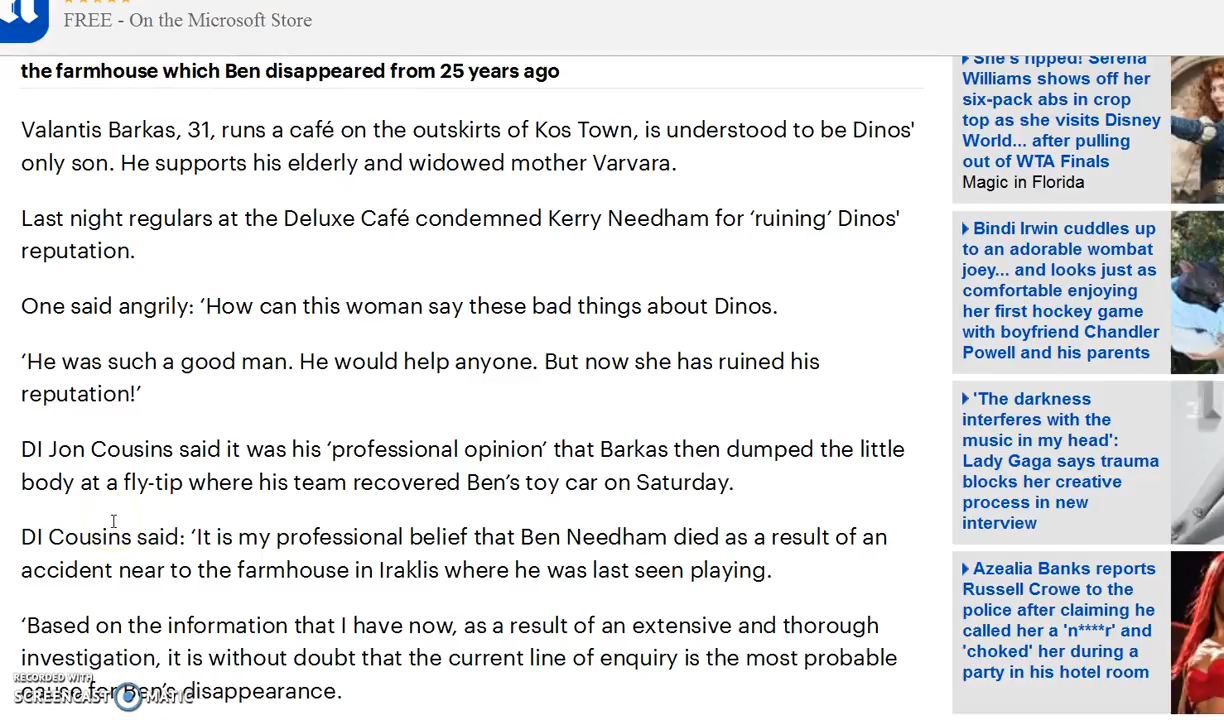 FREE - On the Microsoft Store
the farmhouse which Ben disappeared from 25 years ago
Valantis Barkas, 31, runs a café on the outskirts of Kos Town, is understood to be Dinos'
only son. He supports his elderly and widowed mother Varvara.
Last night regulars at the Deluxe Café condemned Kerry Needham for ‘ruining’ Dinos'
reputation.
One said angrily: ‘How can this woman say these bad things about Dinos.
‘He was such a good man. He would help anyone. But now she has ruined his
reputation!’
DI Jon Cousins said it was his ‘professional opinion’ that Barkas then dumped the little
body at a fly-tip where his team recovered Ben’s toy car on Saturday.
DI Cousins said: ‘It is my professional belief that Ben Needham died as a result of an
accident near to the farmhouse in Iraklis where he was last seen playing.
‘Based on the information that I have now, as a result of an extensive and thorough
investigation, it is without doubt that the current line of enquiry is the most probable
cause for Ben’s disappearance.
RECORDED WITH
SCREENCAST MATIC
She's ripped! Serena
Williams shows off her
six-pack abs in crop
top as she visits Disney
World... after pulling
out of WTA Finals
Magic in Florida
Bindi Irwin cuddles up
to an adorable wombat
joey... and looks just as
comfortable enjoying
her first hockey game
with boyfriend Chandler
Powell and his parents
'The darkness
interferes with the
music in my head':
Lady Gaga says trauma
blocks her creative
process in new
interview
Azealia Banks reports
Russell Crowe to the
police after claiming he
called her a 'n****r' and
'choked' her during a
party in his hotel room